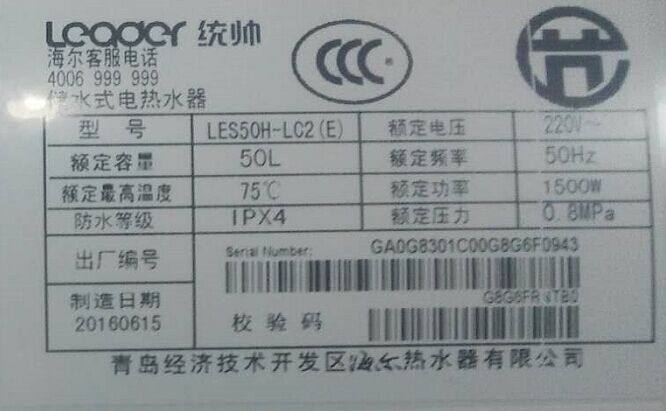 Leader 统帅
海尔客服电话
4006 999 999
储水式电热水器
型 号 LES50H-LC2(E) 额定电压 220V～
额定容量 50L 额定频率 50Hz
额定最高温度 75℃ 额定功率 1500W
防水等级 IPX4 额定压力 0.8MPa
出厂编号 Serial Number: GA0G8301C00G8G6F0943
制造日期
20160615 校 验 码
青岛经济技术开发区海尔热水器有限公司